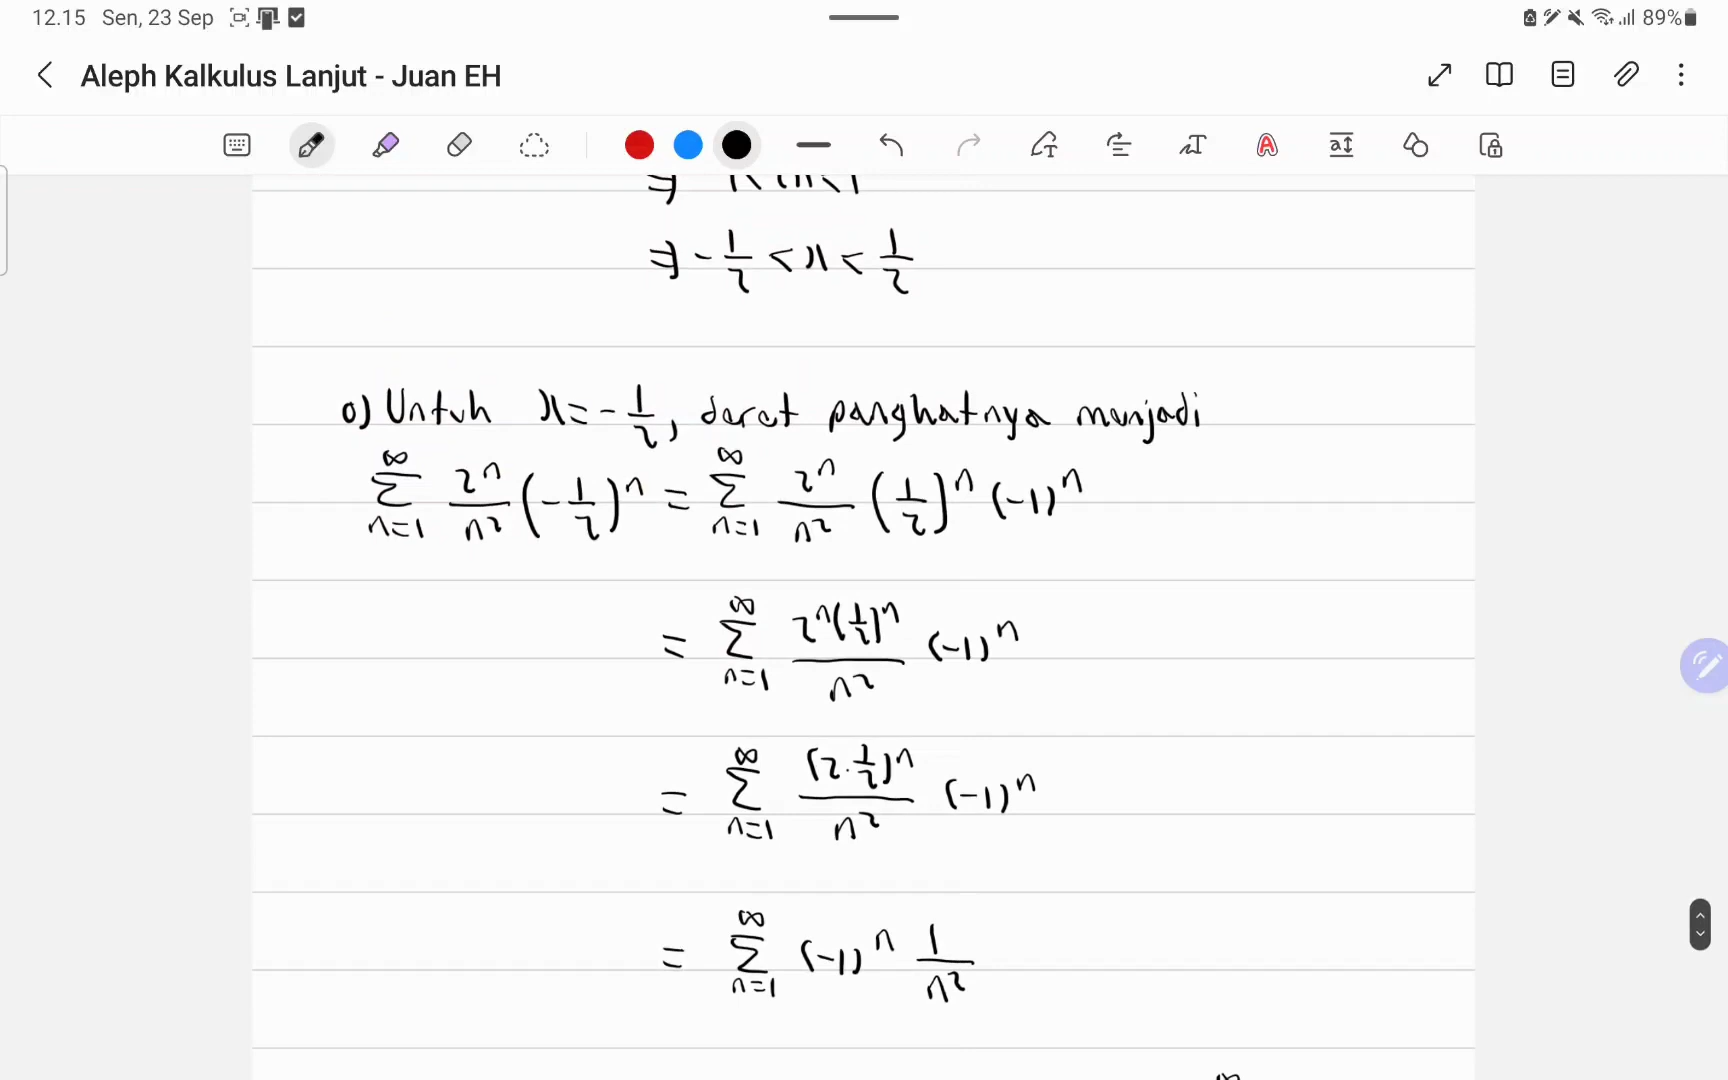 12.15 Sen, 23 Sep 89%
Aleph Kalkulus Lanjut - Juan EH
⇒ -1/2 < x < 1/2
o) Untuk x = -1/2, deret pangkatnya menjadi
∞∑n=1 2^n/n^2 (-1/2)^n = ∞∑n=1 2^n/n^2 (1/2)^n (-1)^n
= ∞∑n=1 2^n(1/2)^n/n^2 (-1)^n
= ∞∑n=1 (2·1/2)^n/n^2 (-1)^n
= ∞∑n=1 (-1)^n 1/n^2